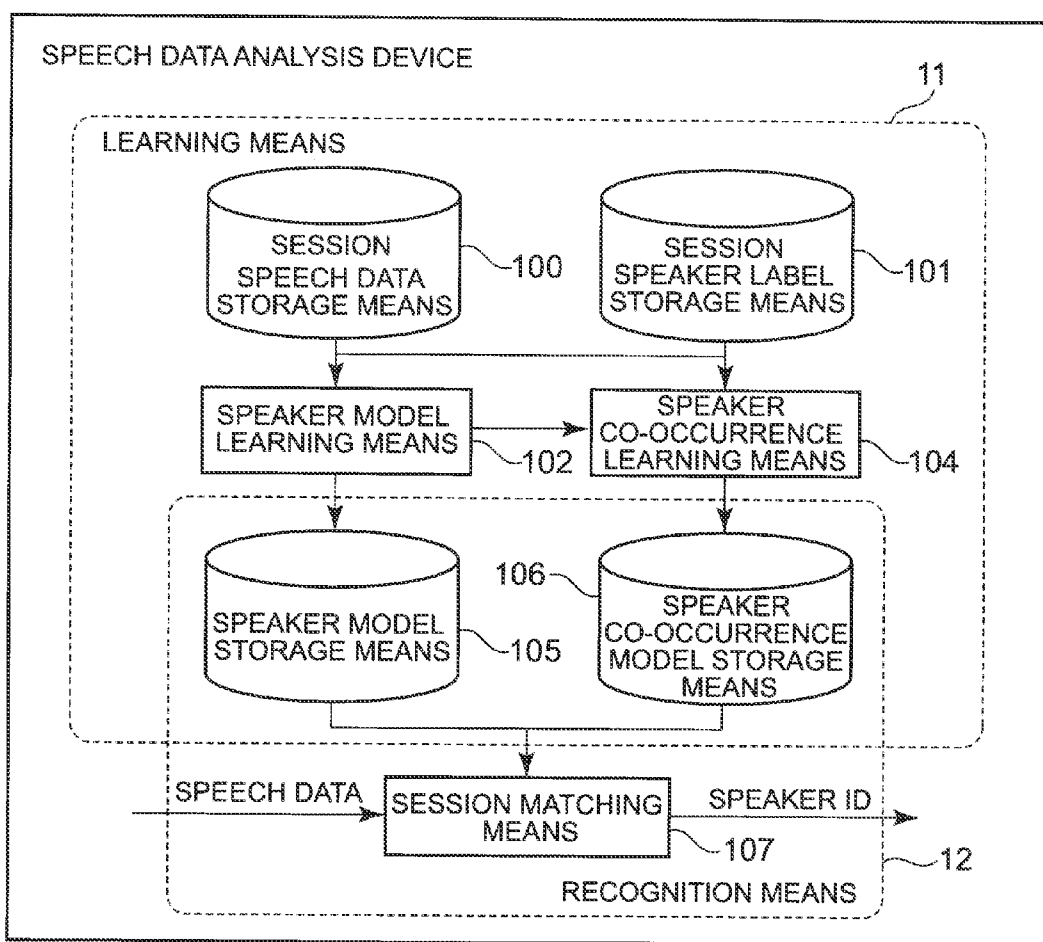 SPEECH DATA ANALYSIS DEVICE
11
LEARNING MEANS
SESSION
SPEECH DATA
STORAGE MEANS
100
SESSION
SPEAKER LABEL
STORAGE MEANS
101
SPEAKER MODEL
LEARNING MEANS
102
SPEAKER
CO-OCCURRENCE
LEARNING MEANS
104
SPEAKER MODEL
STORAGE MEANS
105
106
SPEAKER
CO-OCCURRENCE
MODEL STORAGE
MEANS
SPEECH DATA
SESSION MATCHING
MEANS
107
SPEAKER ID
12
RECOGNITION MEANS